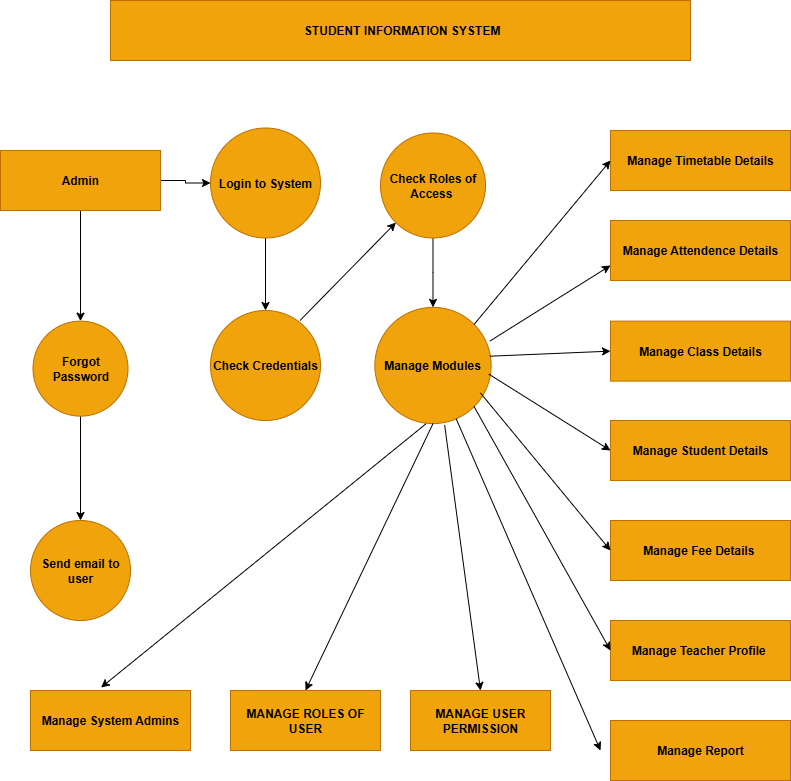 STUDENT INFORMATION SYSTEM
Admin
Login to System
Check Roles of
Access
Manage Timetable Details
Manage Attendence Details
Forgot
Password
Check Credentials
Manage Modules
Manage Class Details
Manage Student Details
Send email to
user
Manage Fee Details
Manage Teacher Profile
Manage System Admins
MANAGE ROLES OF
USER
MANAGE USER
PERMISSION
Manage Report